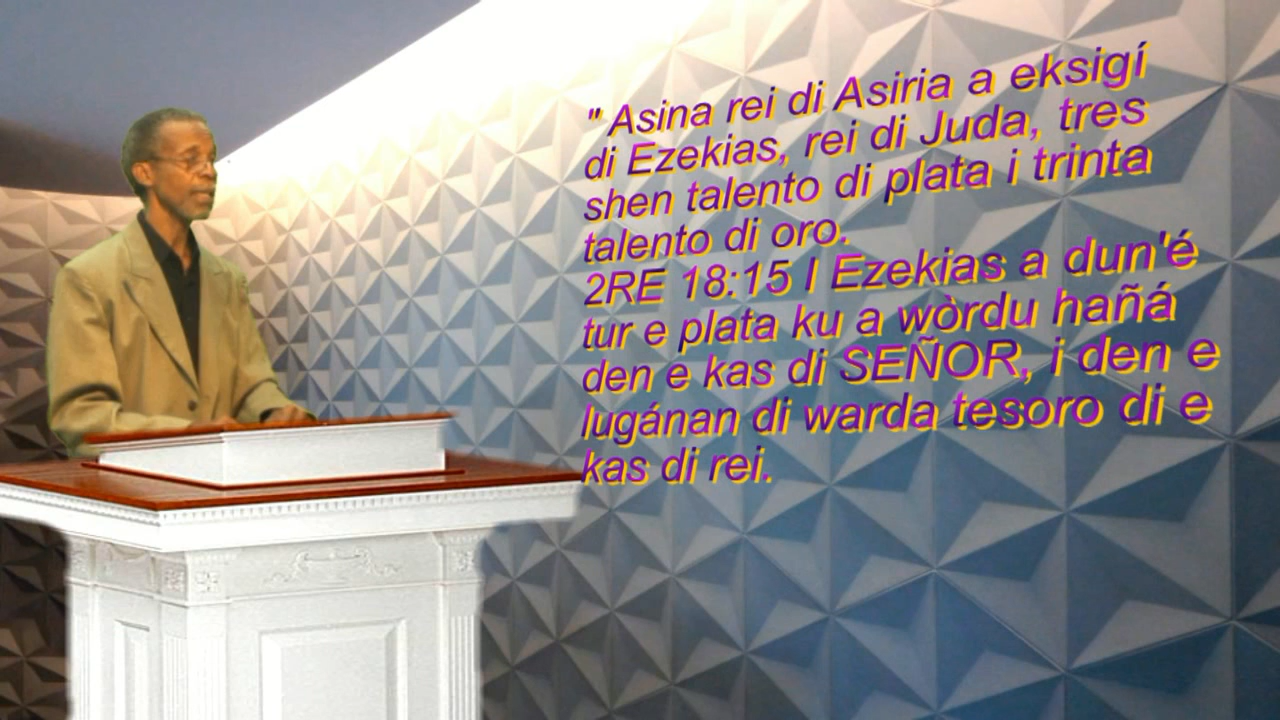 " Asina rei di Asiria a eksigí
di Ezekias, rei di Juda, tres
shen talento di plata i trinta
talento di oro.
2RE 18:15 I Ezekias a dun'é
tur e plata ku a wòrdu hañá
den e kas di SEÑOR, i den e
lugánan di warda tesoro di e
kas di rei.